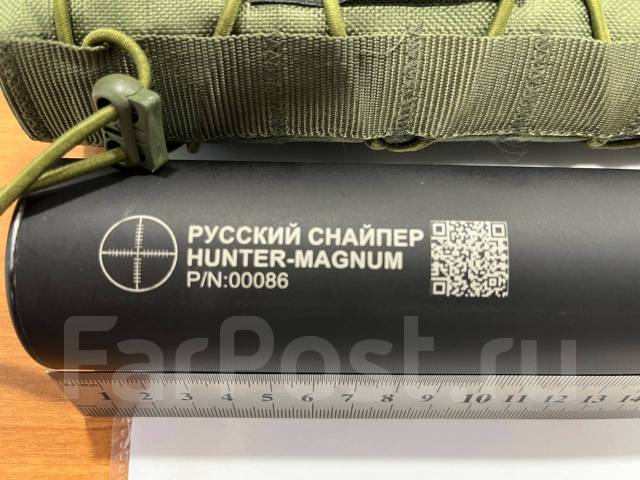 РУССКИЙ СНАЙПЕР
HUNTER-MAGNUM
P/N:00086
FarPost.ru
1 2 3 4 5 6 7 8 9 10 11 12 13 14